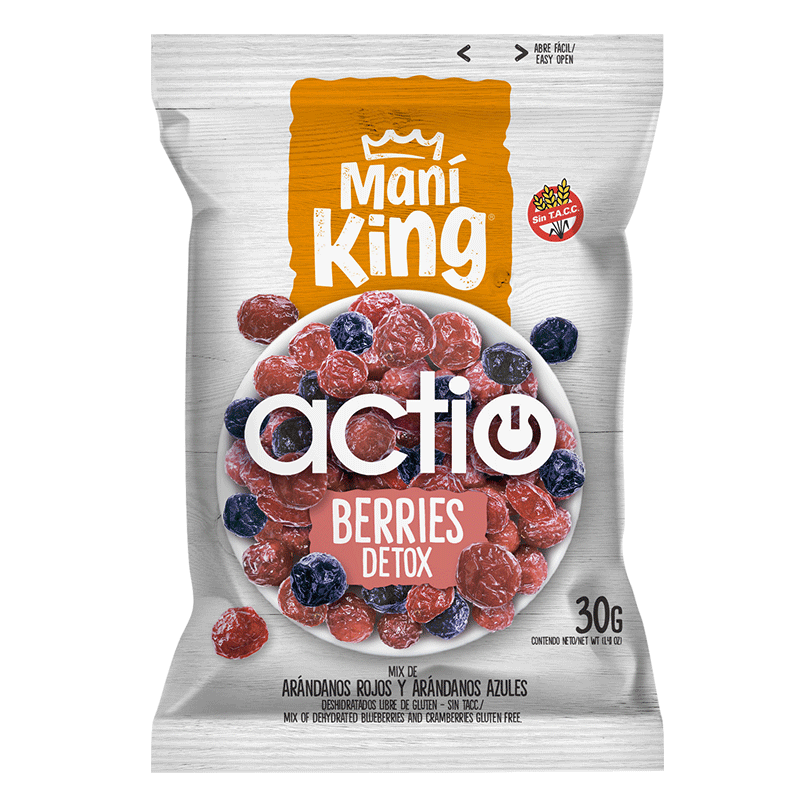 ABRE FÁCIL/
EASY OPEN
Maní
King®
Sin T.A.C.C.
actio
BERRIES
DETOX
30G
CONTENIDO NETO/NET WT (1.41 OZ)
MIX DE
ARÁNDANOS ROJOS Y ARÁNDANOS AZULES
DESHIDRATADOS LIBRE DE GLUTEN - SIN TACC./
MIX OF DEHYDRATED BLUEBERRIES AND CRAMBERRIES GLUTEN FREE.